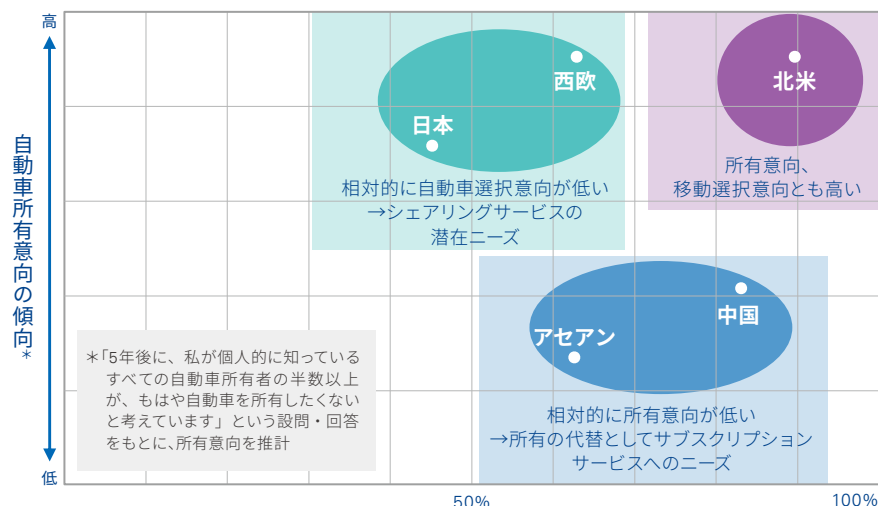 高
自動車所有意向の傾向*
低
西欧
日本
相対的に自動車選択意向が低い
→シェアリングサービスの
潜在ニーズ
北米
所有意向、
移動選択意向とも高い
中国
アセアン
相対的に所有意向が低い
→所有の代替としてサブスクリプション
サービスへのニーズ
*「5年後に、私が個人的に知っている
すべての自動車所有者の半数以上
が、もはや自動車を所有したくない
と考えています」という設問・回答
をもとに、所有意向を推計
50%
100%